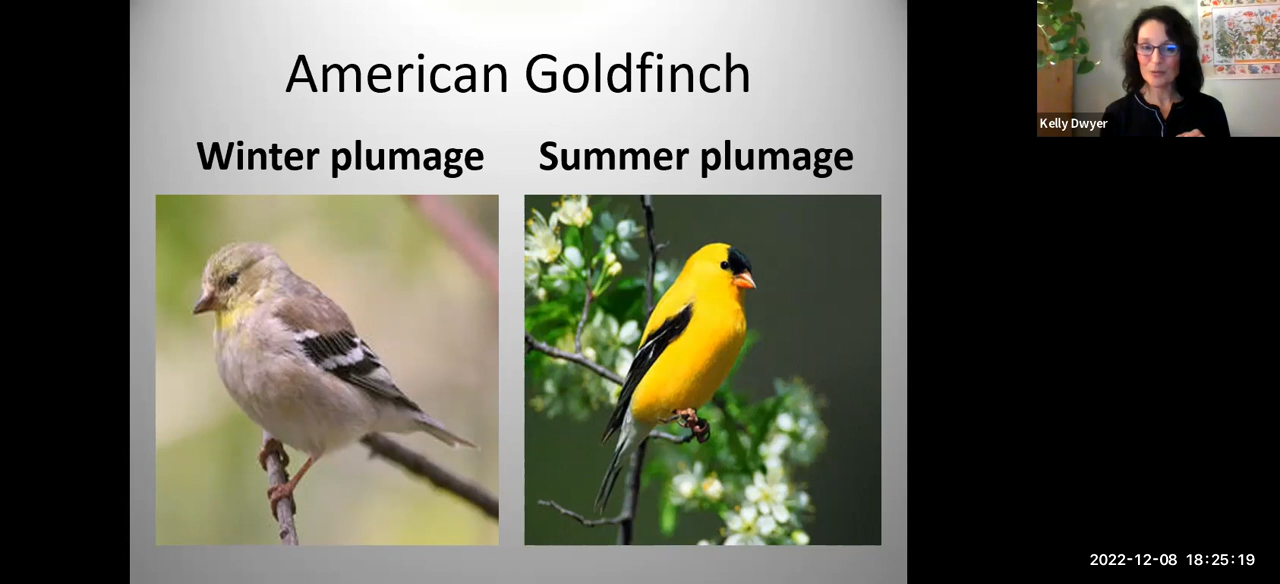 American Goldfinch
Winter plumage
Summer plumage
Kelly Dwyer
2022-12-08 18:25:19